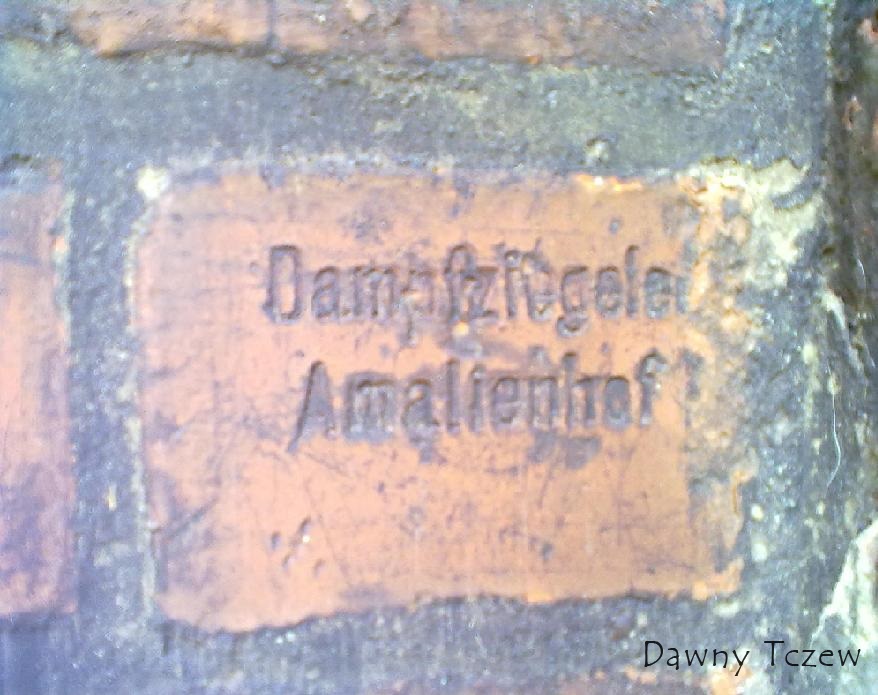 Dampfziegelei
Amalienhof
Dawny Tczew